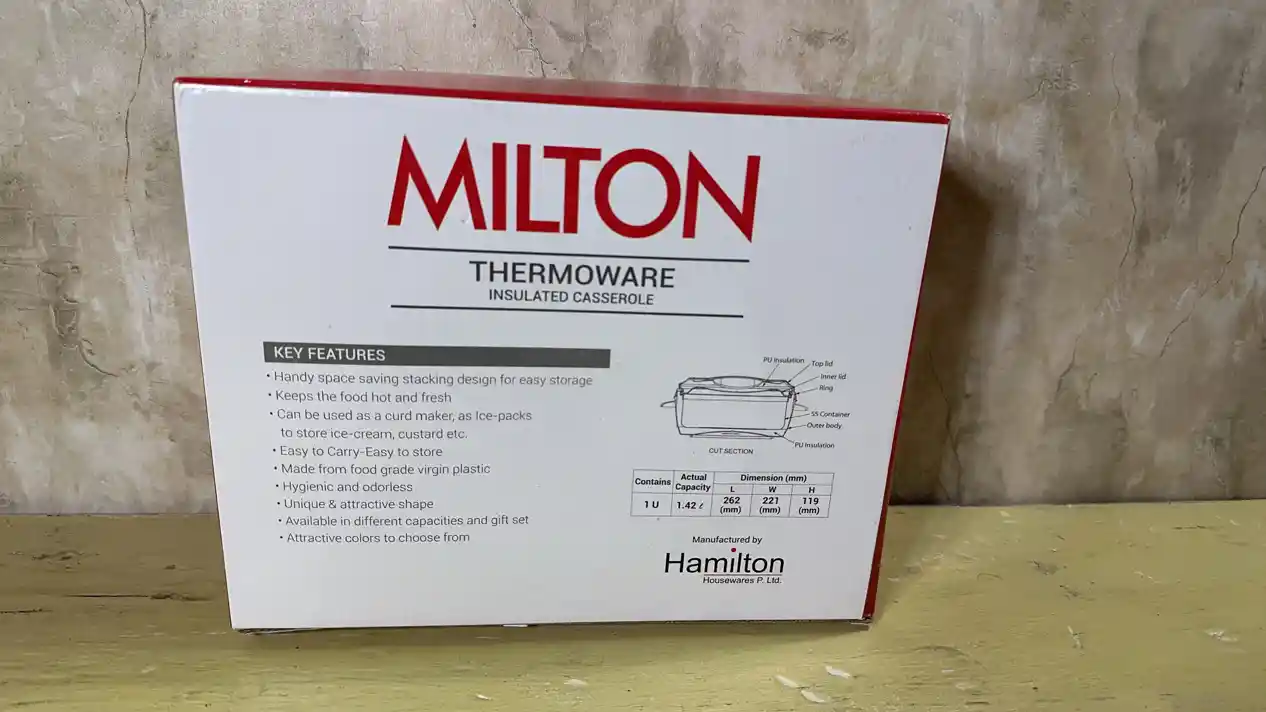 MILTON
THERMOWARE
INSULATED CASSEROLE
KEY FEATURES
• Handy space saving stacking design for easy storage
• Keeps the food hot and fresh
• Can be used as a curd maker, as Ice-packs
to store ice-cream, custard etc.
• Easy to Carry-Easy to store
• Made from food grade virgin plastic
• Hygienic and odorless
• Unique & attractive shape
• Available in different capacities and gift set
• Attractive colors to choose from
PU Insulation
Top lid
Inner lid
Ring
SS Container
Outer body
PU Insulation
CUT SECTION
Contains Actual Capacity Dimension (mm)
L W H
1 U 1.42 ℓ 262 (mm) 221 (mm) 119 (mm)
Manufactured by
Hamilton
Housewares P. Ltd.